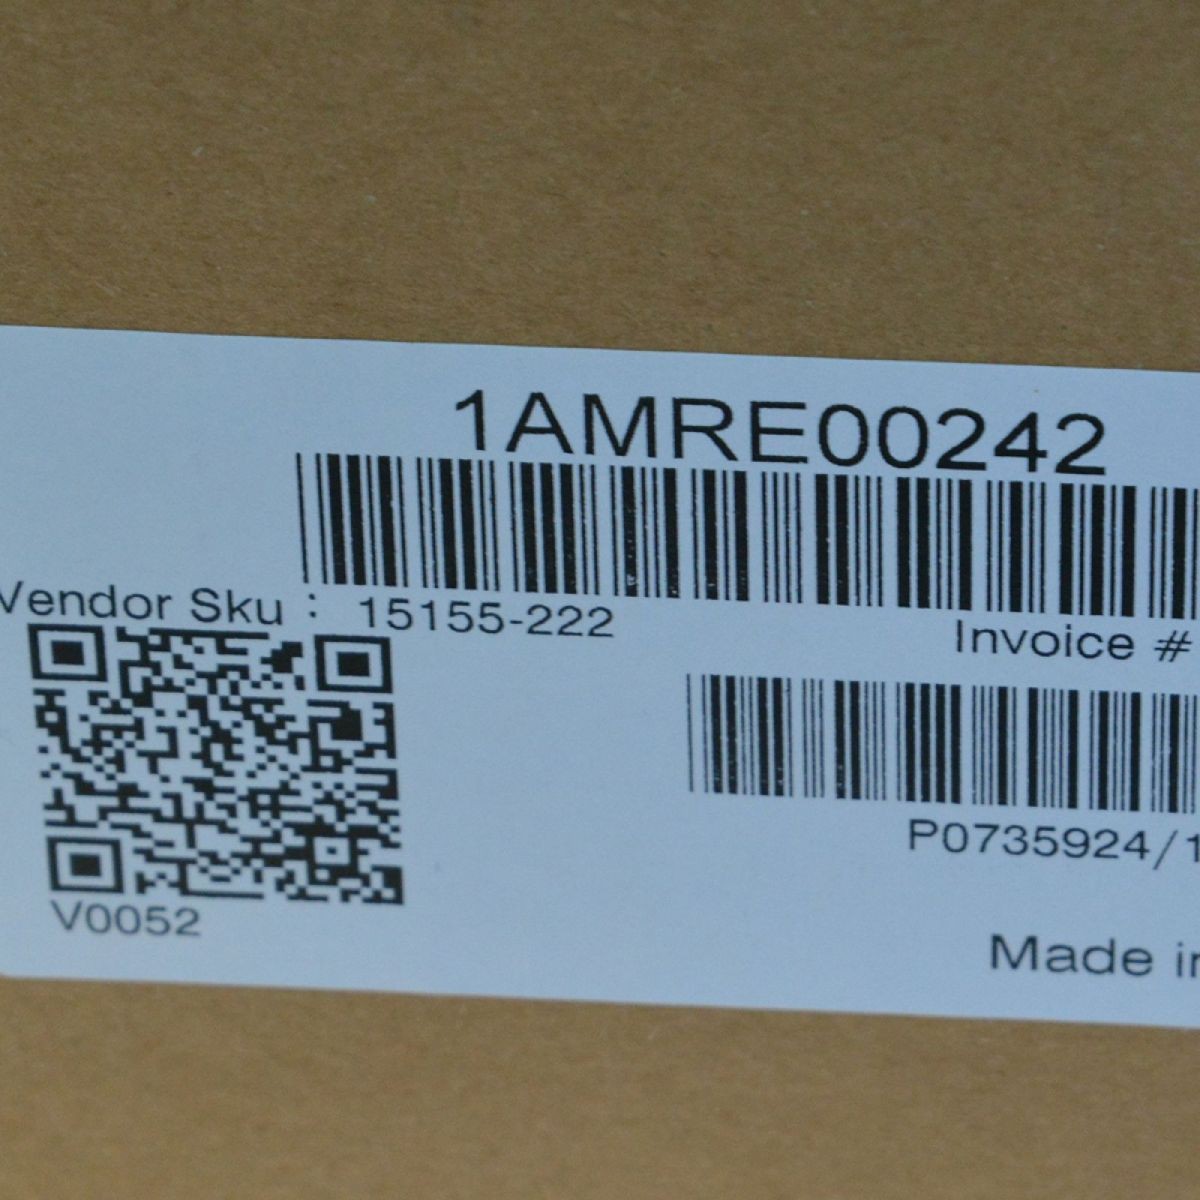 1AMRE00242
Vendor Sku : 15155-222
Invoice #
P0735924/1
V0052
Made in